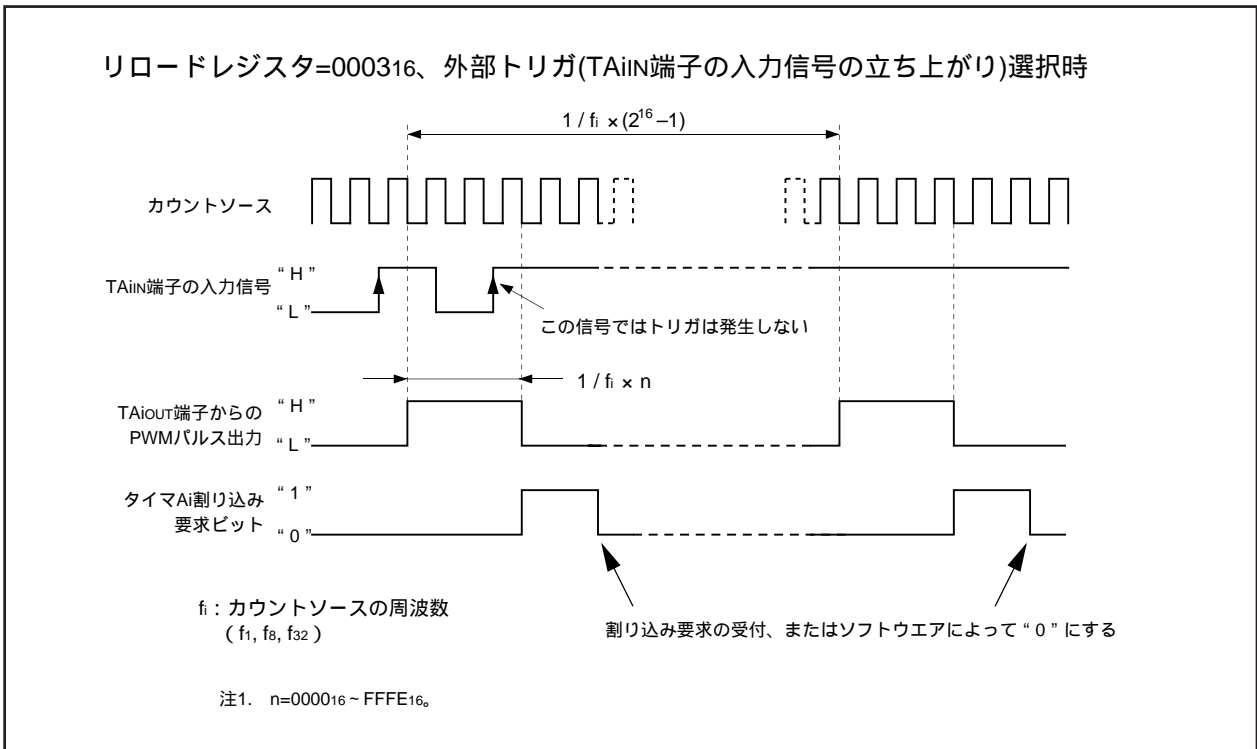 リロードレジスタ=000316、外部トリガ(TAiIN端子の入力信号の立ち上がり)選択時
1 / fi × (2^16 –1)
カウントソース
TAiIN端子の入力信号
“ H ”
“ L ”
この信号ではトリガは発生しない
1 / fi × n
TAiOUT端子からの
PWMパルス出力
“ H ”
“ L ”
タイマAi割り込み
要求ビット
“ 1 ”
“ 0 ”
fi : カウントソースの周波数
( f1, f8, f32 )
割り込み要求の受付、またはソフトウエアによって “ 0 ” にする
注1. n=000016 ~ FFFE16。